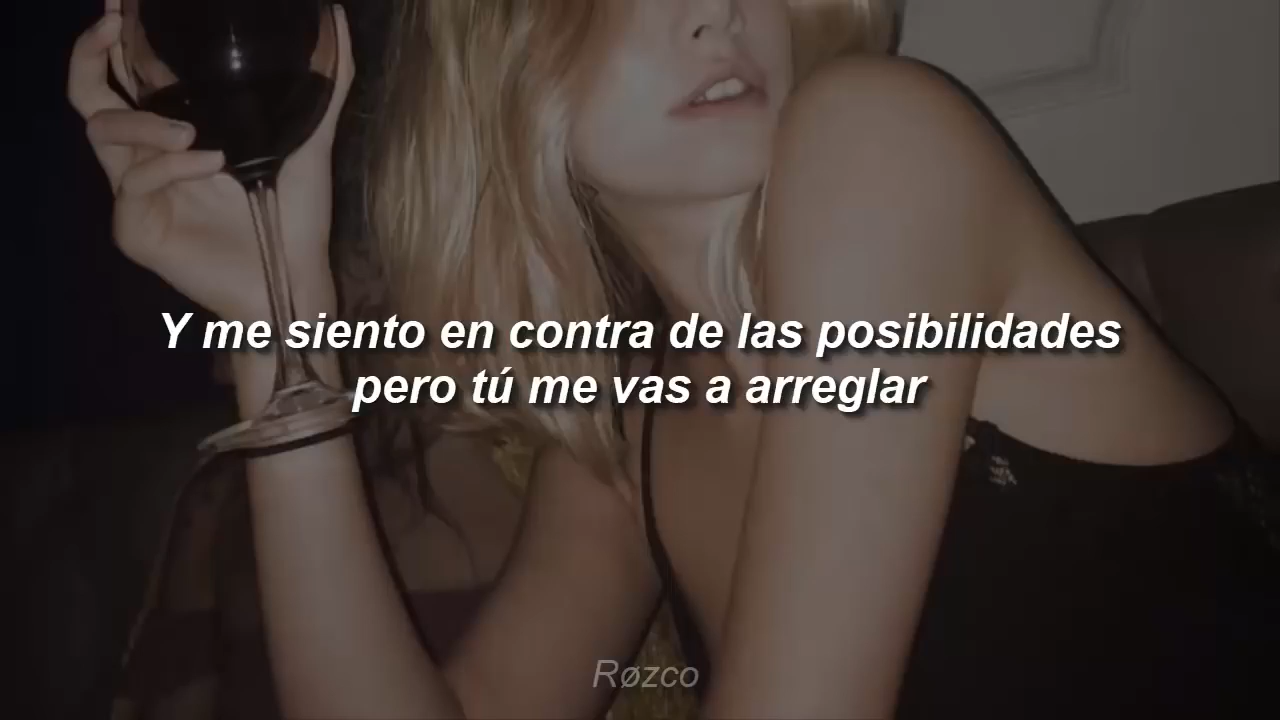 Y me siento en contra de las posibilidades
pero tú me vas a arreglar
Røzco